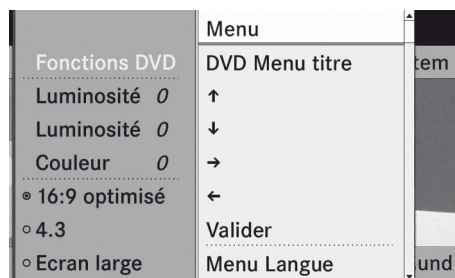 Fonctions DVD
Luminosité 0
Luminosité 0
Couleur 0
16:9 optimisé
4.3
Ecran large
Menu
DVD Menu titre
↑
↓
→
←
Valider
Menu Langue
tem
und